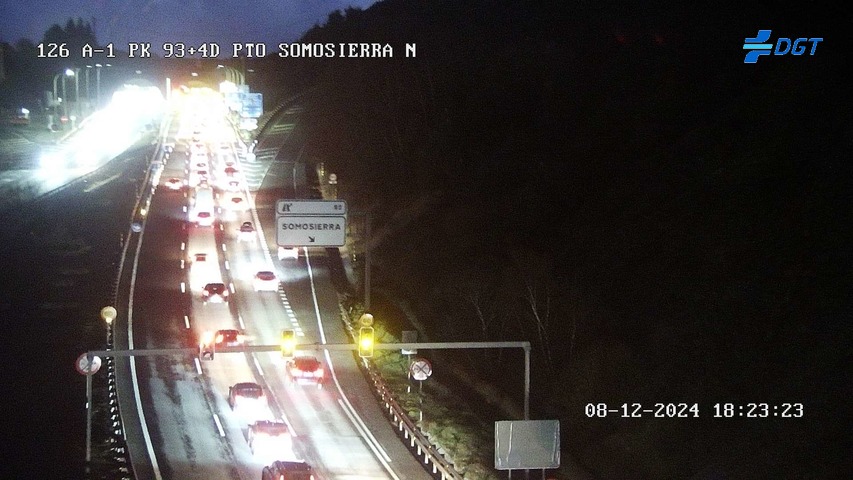 126 A-1 PK 93+4D PTO SOMOSIERRA N
DGT
SOMOSIERRA
08-12-2024 18:23:23